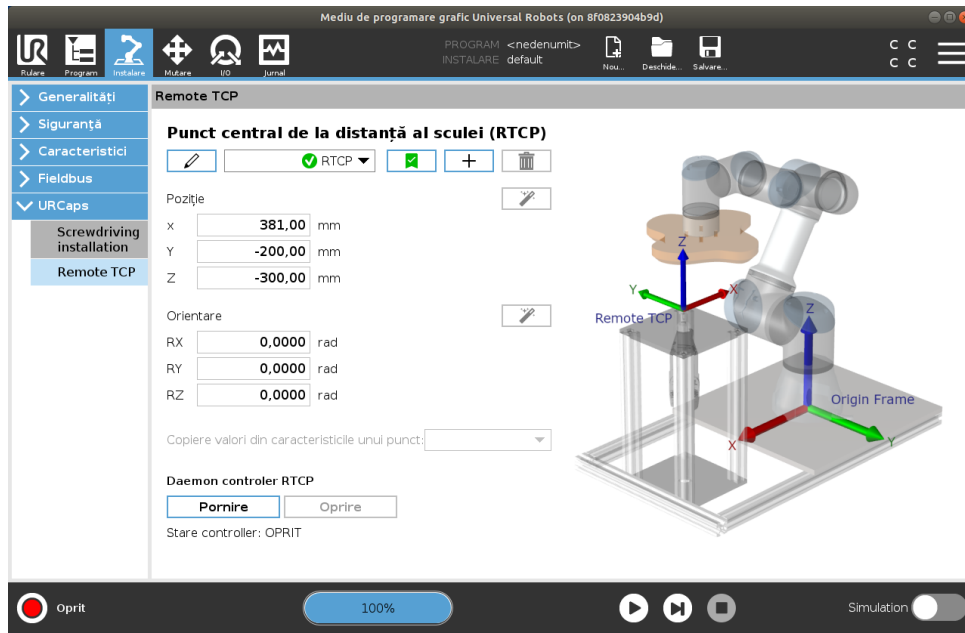 Mediu de programare grafic Universal Robots (on 8f0823904b9d)
PROGRAM <nedenumit>
INSTALARE default
Rulare Program Instalare Mutare I/O Jurnal
Nou... Deschide... Salvare...
C C
C C
Generalități
Siguranță
Caracteristici
Fieldbus
URCaps
Screwdriving
installation
Remote TCP
Remote TCP
Punct central de la distanță al sculei (RTCP)
RTCP
Poziție
X 381,00 mm
Y -200,00 mm
Z -300,00 mm
Orientare
RX 0,0000 rad
RY 0,0000 rad
RZ 0,0000 rad
Copiere valori din caracteristicile unui punct:
Daemon controler RTCP
Pornire Oprire
Stare controller: OPRIT
Z
Y X
Remote TCP
Z
Origin Frame
X Y
Oprit
100%
Simulation